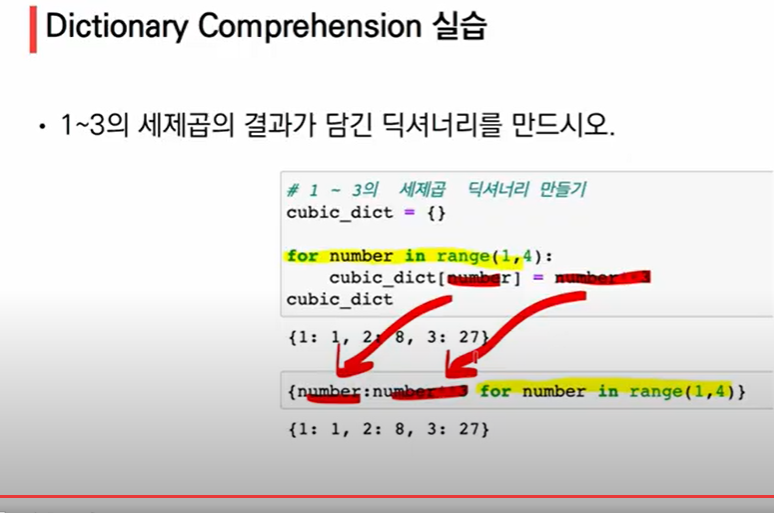 Dictionary Comprehension 실습
• 1~3의 세제곱의 결과가 담긴 딕셔너리를 만드시오.
# 1 ~ 3의 세제곱 딕셔너리 만들기
cubic_dict = {}
for number in range(1,4):
cubic_dict[number] = number**3
cubic_dict
{1: 1, 2: 8, 3: 27}
{number:number**3 for number in range(1,4)}
{1: 1, 2: 8, 3: 27}